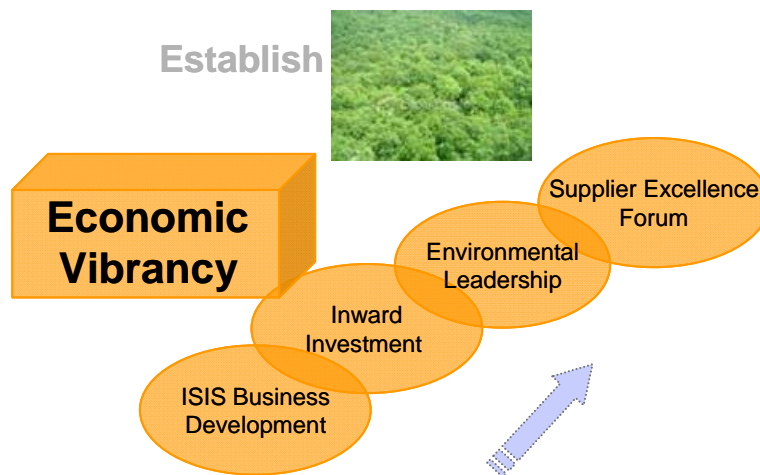 Establish
Economic
Vibrancy
Supplier Excellence
Forum
Environmental
Leadership
Inward
Investment
ISIS Business
Development